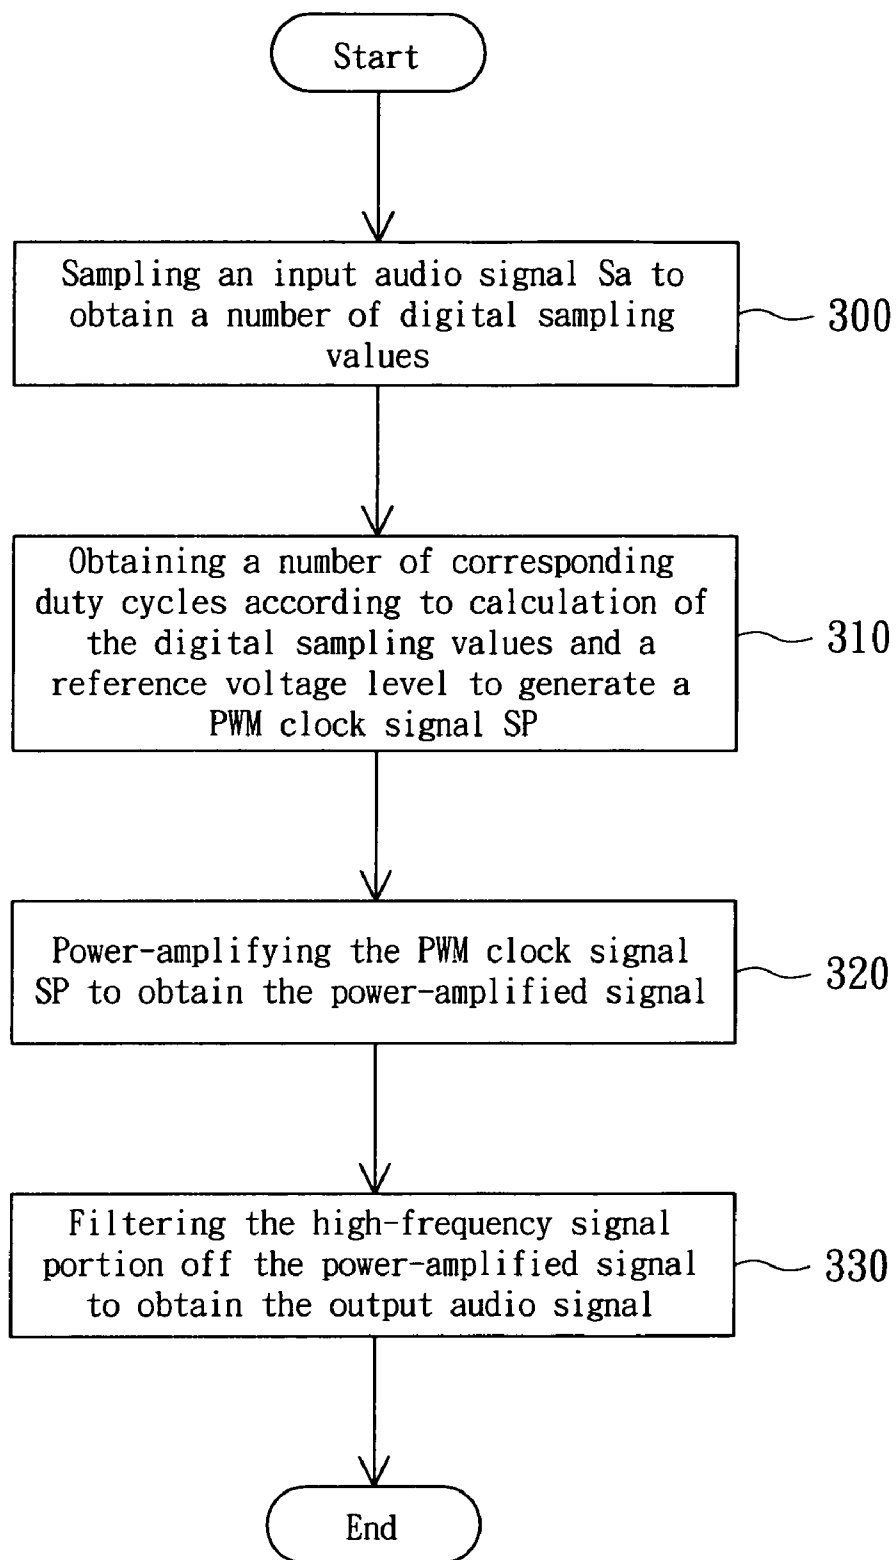 Start
Sampling an input audio signal Sa to
obtain a number of digital sampling
values
300
Obtaining a number of corresponding
duty cycles according to calculation of
the digital sampling values and a
reference voltage level to generate a
PWM clock signal SP
310
Power-amplifying the PWM clock signal
SP to obtain the power-amplified signal
320
Filtering the high-frequency signal
portion off the power-amplified signal
to obtain the output audio signal
330
End